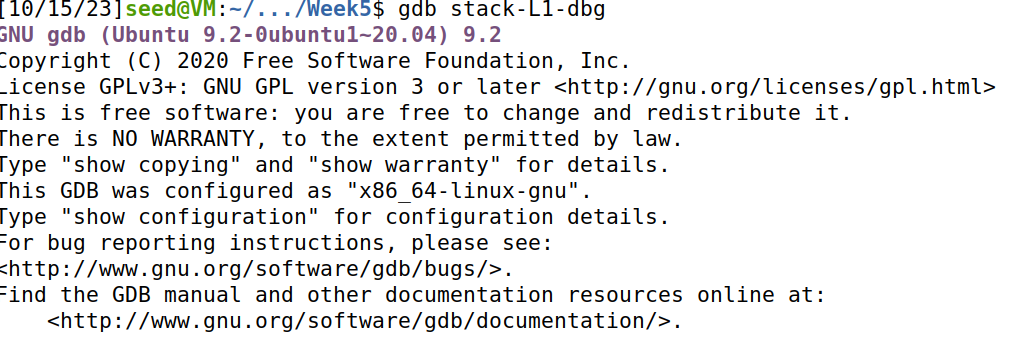 [10/15/23]seed@VM:~/.../Week5$ gdb stack-L1-dbg
GNU gdb (Ubuntu 9.2-0ubuntu1~20.04) 9.2
Copyright (C) 2020 Free Software Foundation, Inc.
License GPLv3+: GNU GPL version 3 or later <http://gnu.org/licenses/gpl.html>
This is free software: you are free to change and redistribute it.
There is NO WARRANTY, to the extent permitted by law.
Type "show copying" and "show warranty" for details.
This GDB was configured as "x86_64-linux-gnu".
Type "show configuration" for configuration details.
For bug reporting instructions, please see:
<http://www.gnu.org/software/gdb/bugs/>.
Find the GDB manual and other documentation resources online at:
    <http://www.gnu.org/software/gdb/documentation/>.